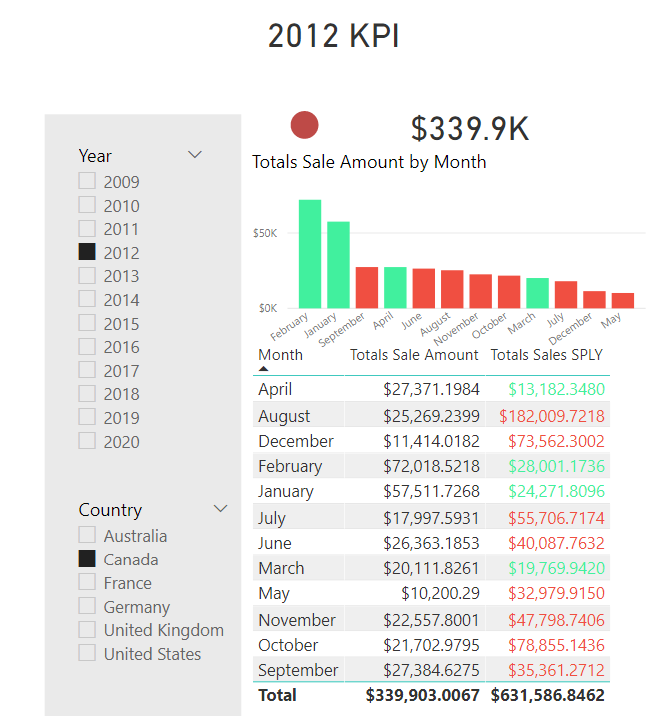 2012 KPI
Year
2009
2010
2011
2012
2013
2014
2015
2016
2017
2018
2019
2020
Country
Australia
Canada
France
Germany
United Kingdom
United States
$339.9K
Totals Sale Amount by Month
$50K
$0K
February January September April June August November October March July December May
Month Totals Sale Amount Totals Sales SPLY
April $27,371.1984 $13,182.3480
August $25,269.2399 $182,009.7218
December $11,414.0182 $73,562.3002
February $72,018.5218 $28,001.1736
January $57,511.7268 $24,271.8096
July $17,997.5931 $55,706.7174
June $26,363.1853 $40,087.7632
March $20,111.8261 $19,769.9420
May $10,200.29 $32,979.9150
November $22,557.8001 $47,798.7406
October $21,702.9795 $78,855.1436
September $27,384.6275 $35,361.2712
Total $339,903.0067 $631,586.8462